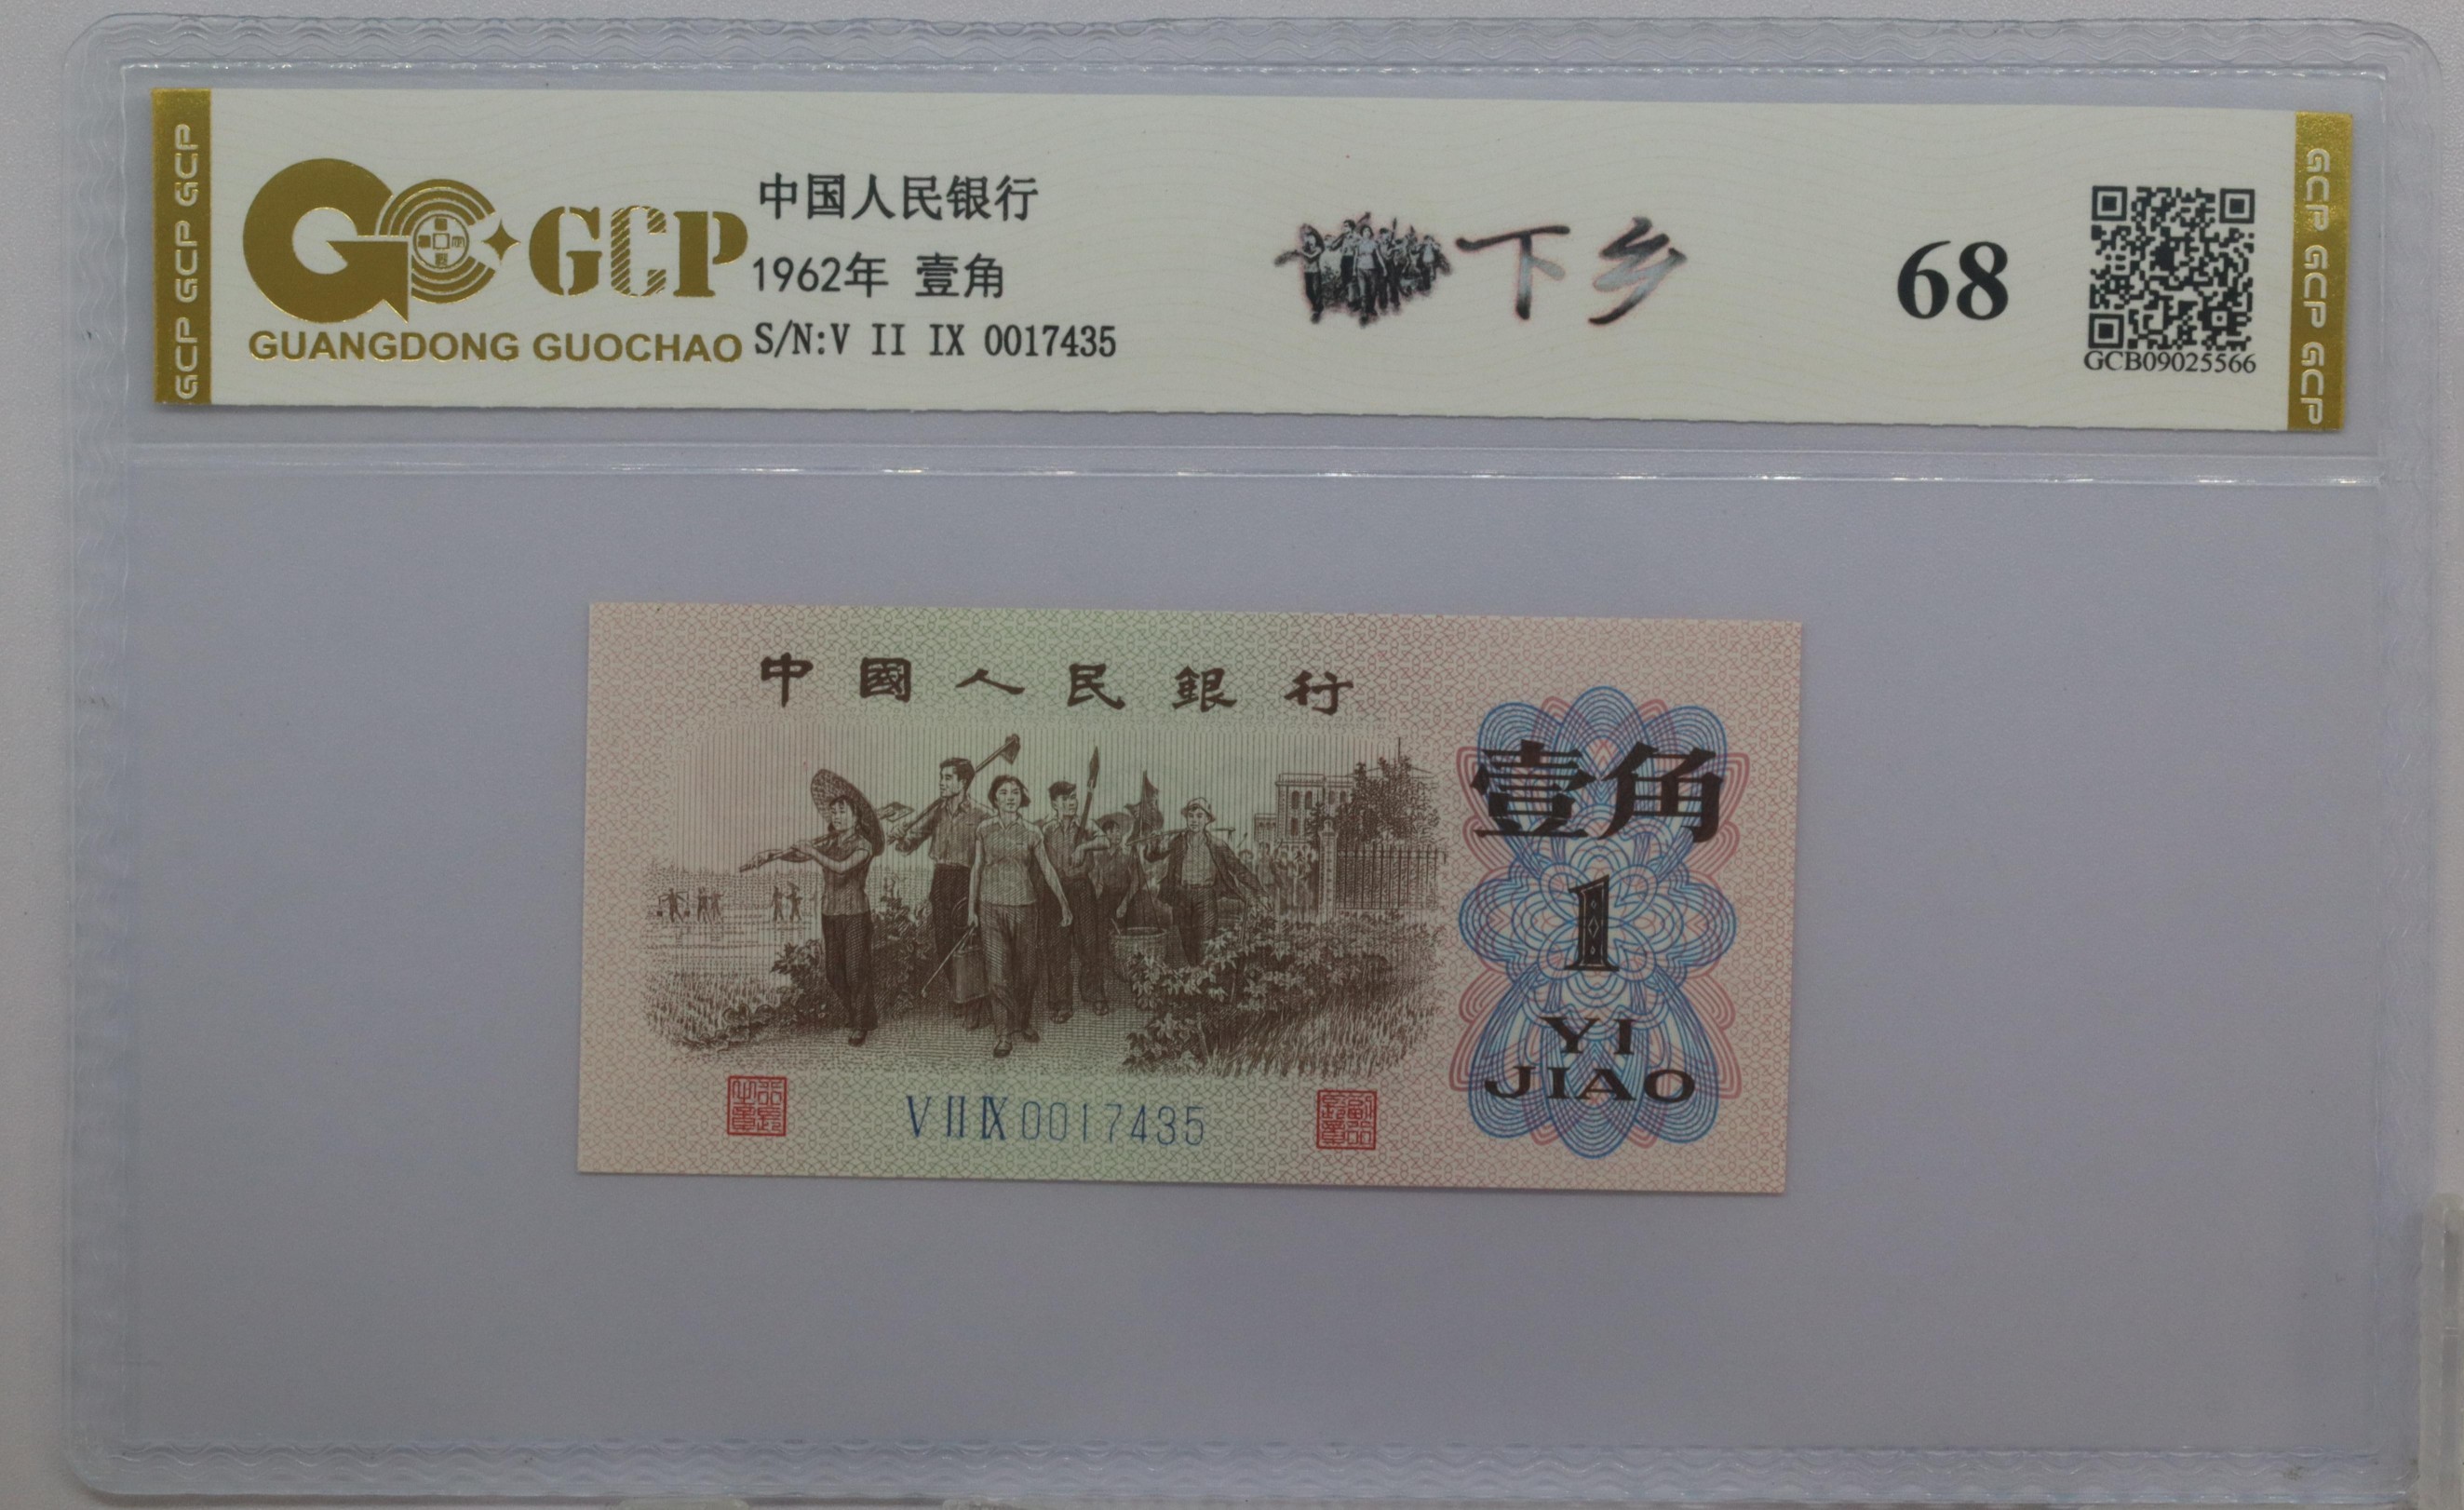 GCP GCP GCP
GCP
GUANGDONG GUOCHAO
中国人民银行
1962年 壹角
S/N:V II IX 0017435
下乡
68
GCB09025566
GCP GCP GCP
中國人民銀行
壹角
1
YI
JIAO
V II IX 0017435